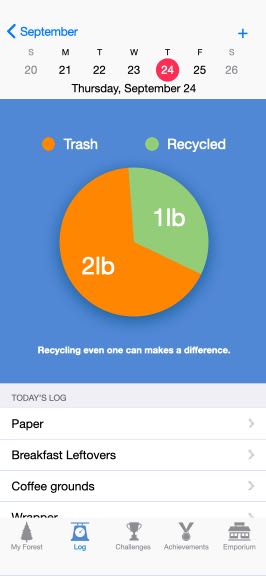 September +
S M T W T F S
20 21 22 23 24 25 26
Thursday, September 24
Trash Recycled
1lb
2lb
Recycling even one can makes a difference.
TODAY'S LOG
Paper
Breakfast Leftovers
Coffee grounds
Wrapper
My Forest Log Challenges Achievements Emporium